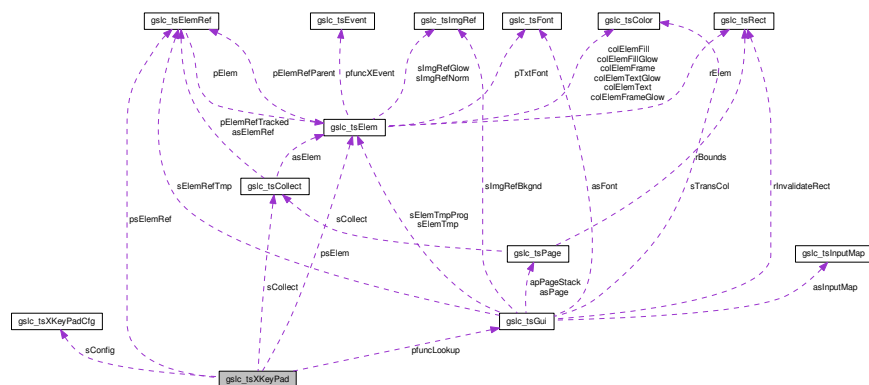 gslc_tsElemRef
gslc_tsEvent
gslc_tsImgRef
gslc_tsFont
gslc_tsColor
gslc_tsRect
pElem
pElemRefParent
pfuncXEvent
sImgRefGlow
sImgRefNorm
pTxtFont
colElemFill
colElemFillGlow
colElemFrame
colElemTextGlow
colElemText
colElemFrameGlow
rElem
gslc_tsElem
pElemRefTracked
asElemRef
asElem
rBounds
gslc_tsCollect
sElemRefTmp
sImgRefBkgnd
asFont
sTransCol
rInvalidateRect
psElemRef
sCollect
sElemTmpProg
sElemTmp
psElem
gslc_tsPage
gslc_tsInputMap
sCollect
apPageStack
asPage
asInputMap
gslc_tsXKeyPadCfg
gslc_tsGui
sConfig
pfuncLookup
gslc_tsXKeyPad